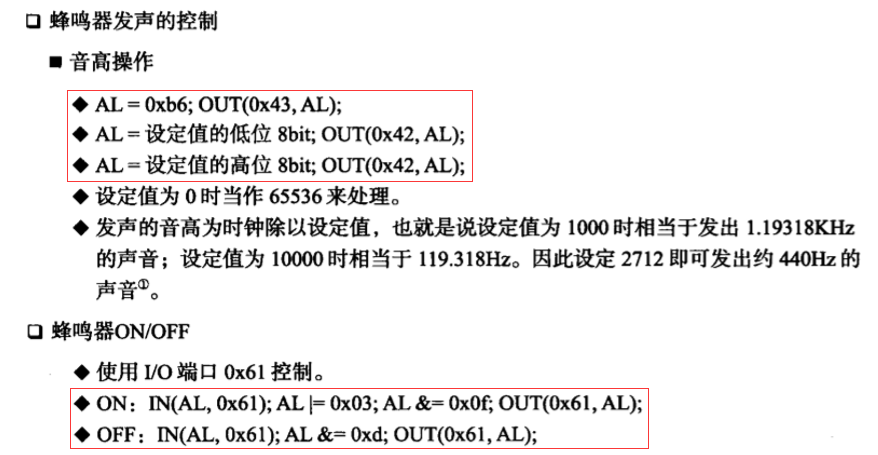 ❑ 蜂鸣器发声的控制
■ 音高操作
◆ AL = 0xb6; OUT(0x43, AL);
◆ AL = 设定值的低位 8bit; OUT(0x42, AL);
◆ AL = 设定值的高位 8bit; OUT(0x42, AL);
◆ 设定值为 0 时当作 65536 来处理。
◆ 发声的音高为时钟除以设定值，也就是说设定值为 1000 时相当于发出 1.19318KHz
的声音；设定值为 10000 时相当于 119.318Hz。因此设定 2712 即可发出约 440Hz 的
声音①。
❑ 蜂鸣器ON/OFF
◆ 使用 I/O 端口 0x61 控制。
◆ ON：IN(AL, 0x61); AL |= 0x03; AL &= 0x0f; OUT(0x61, AL);
◆ OFF：IN(AL, 0x61); AL &= 0xd; OUT(0x61, AL);